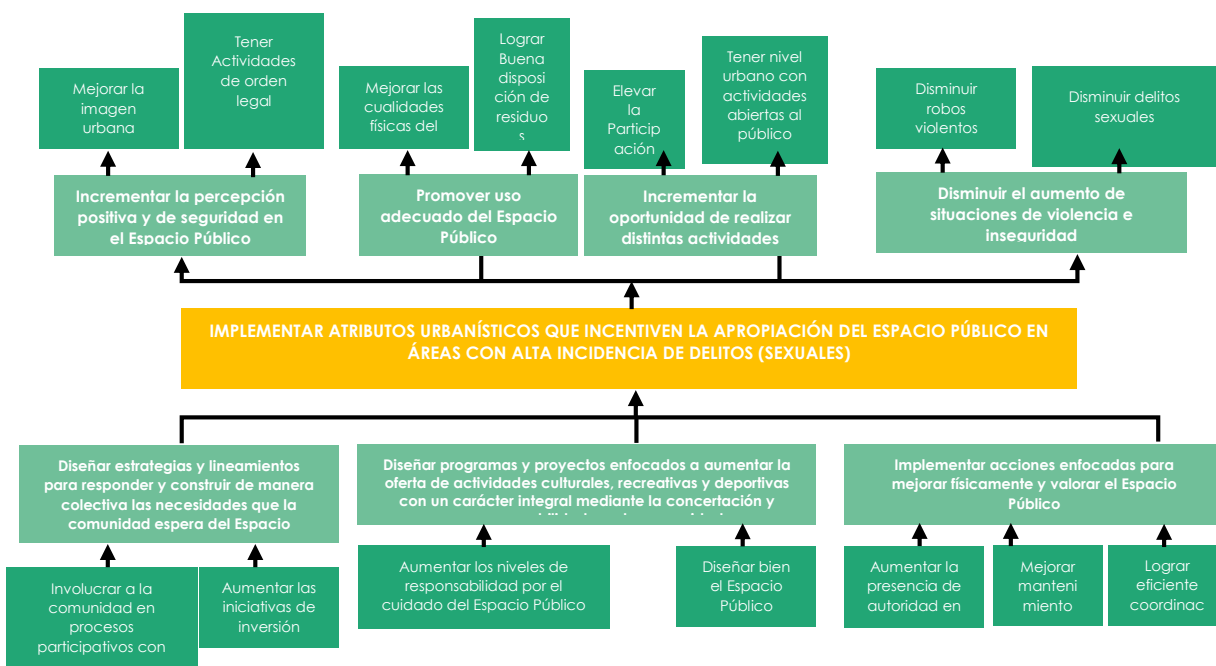 Mejorar la
imagen
urbana
Tener
Actividades
de orden
legal
Mejorar las
cualidades
físicas del
Lograr
Buena
disposi
ción de
residuo
s
Elevar
la
Particip
ación
Tener nivel
urbano con
actividades
abiertas al
público
Disminuir
robos
violentos
Disminuir delitos
sexuales
Incrementar la percepción
positiva y de seguridad en
el Espacio Público
Promover uso
adecuado del Espacio
Público
Incrementar la
oportunidad de realizar
distintas actividades
Disminuir el aumento de
situaciones de violencia e
inseguridad
IMPLEMENTAR ATRIBUTOS URBANÍSTICOS QUE INCENTIVEN LA APROPIACIÓN DEL ESPACIO PÚBLICO EN
ÁREAS CON ALTA INCIDENCIA DE DELITOS (SEXUALES)
Diseñar estrategias y lineamientos
para responder y construir de manera
colectiva las necesidades que la
comunidad espera del Espacio
Diseñar programas y proyectos enfocados a aumentar la
oferta de actividades culturales, recreativas y deportivas
con un carácter integral mediante la concertación y
Implementar acciones enfocadas para
mejorar físicamente y valorar el Espacio
Público
Involucrar a la
comunidad en
procesos
participativos con
Aumentar las
iniciativas de
inversión
Aumentar los niveles de
responsabilidad por el
cuidado del Espacio Público
Diseñar bien
el Espacio
Público
Aumentar la
presencia de
autoridad en
Mejorar
manteni
miento
Lograr
eficiente
coordinac